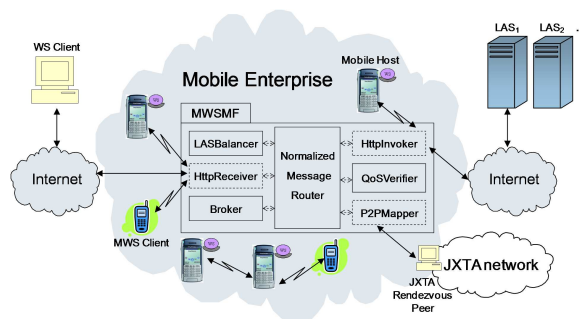 LAS1 LAS2 .
WS Client
Mobile Host
Mobile Enterprise
MWSMF
LASBalancer
HttpInvoker
Normalized
Message
Router
Internet
HttpReceiver
QoSVerifier
Internet
Broker
P2PMapper
MWS Client
JXTA network
JXTA
Rendezvous
Peer